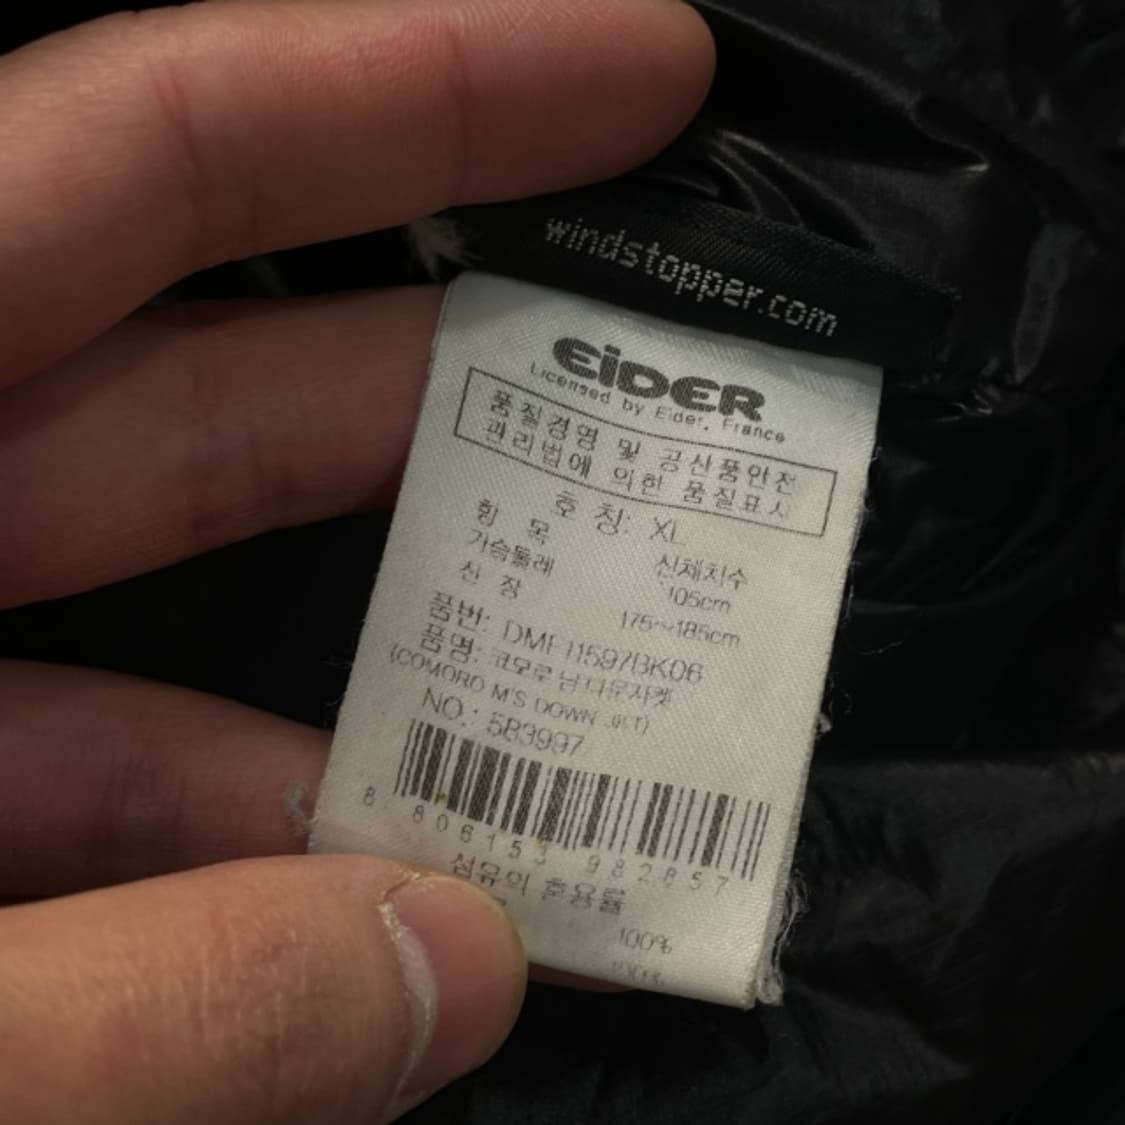 windstopper.com
EiDER
Licensed by Eider, France
품질경영 및 공산품안전
관리법에 의한 품질표시
호 칭: XL
항 목 신체치수
가슴둘레 105cm
신 장 175~185cm
품번:
품명: 코모로 남 다운자켓
(COMORO M'S DOWN JKT)
NO.: 5B3997
8 806155 982857
섬유의 혼용률
100%